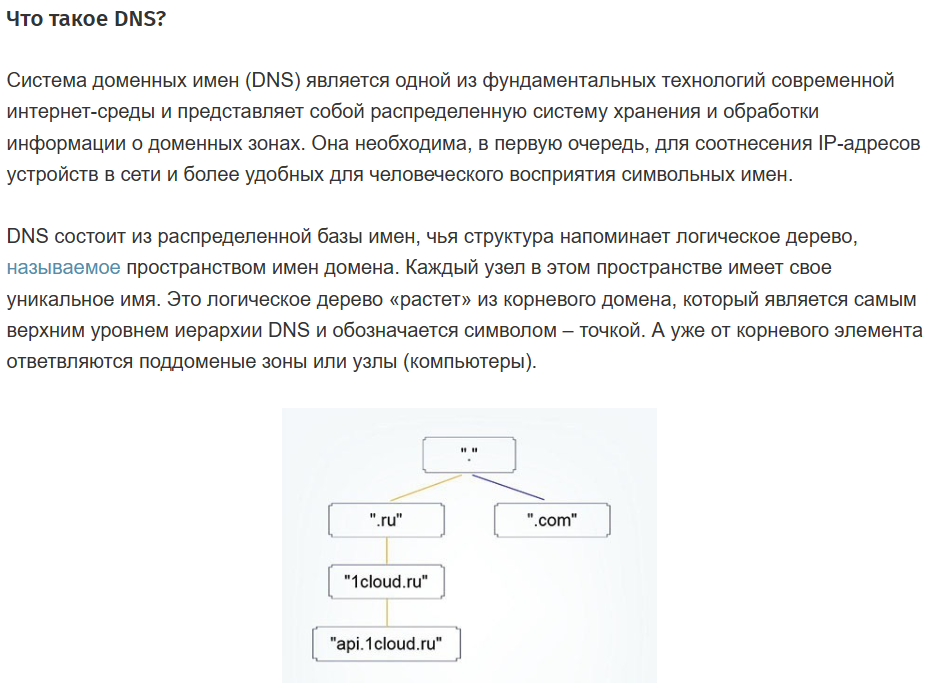 Что такое DNS?
Система доменных имен (DNS) является одной из фундаментальных технологий современной
интернет-среды и представляет собой распределенную систему хранения и обработки
информации о доменных зонах. Она необходима, в первую очередь, для соотнесения IP-адресов
устройств в сети и более удобных для человеческого восприятия символьных имен.
DNS состоит из распределенной базы имен, чья структура напоминает логическое дерево,
называемое пространством имен домена. Каждый узел в этом пространстве имеет свое
уникальное имя. Это логическое дерево «растет» из корневого домена, который является самым
верхним уровнем иерархии DNS и обозначается символом – точкой. А уже от корневого элемента
ответвляются поддоменые зоны или узлы (компьютеры).
"."
".ru" ".com"
"1cloud.ru"
"api.1cloud.ru"